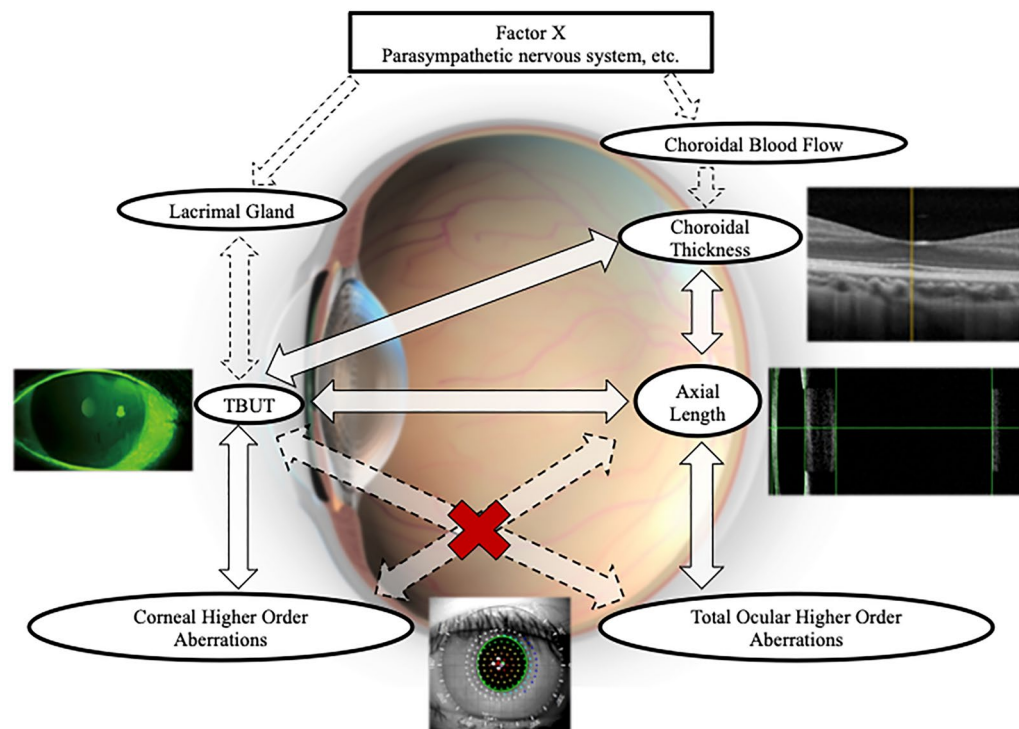 Factor X
Parasympathetic nervous system, etc.
Choroidal Blood Flow
Lacrimal Gland
Choroidal
Thickness
TBUT
Axial
Length
Corneal Higher Order
Aberrations
Total Ocular Higher Order
Aberrations